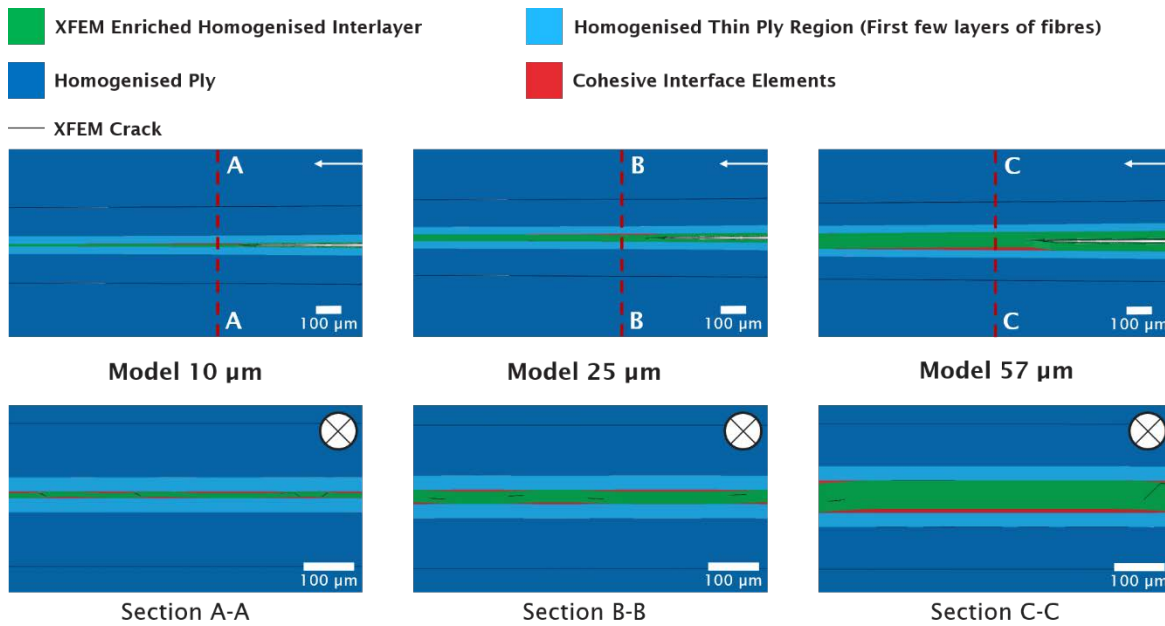 XFEM Enriched Homogenised Interlayer
Homogenised Thin Ply Region (First few layers of fibres)
Homogenised Ply
Cohesive Interface Elements
XFEM Crack
A
B
C
A
B
C
100 µm
100 µm
100 µm
Model 10 µm
Model 25 µm
Model 57 µm
100 µm
100 µm
100 µm
Section A-A
Section B-B
Section C-C